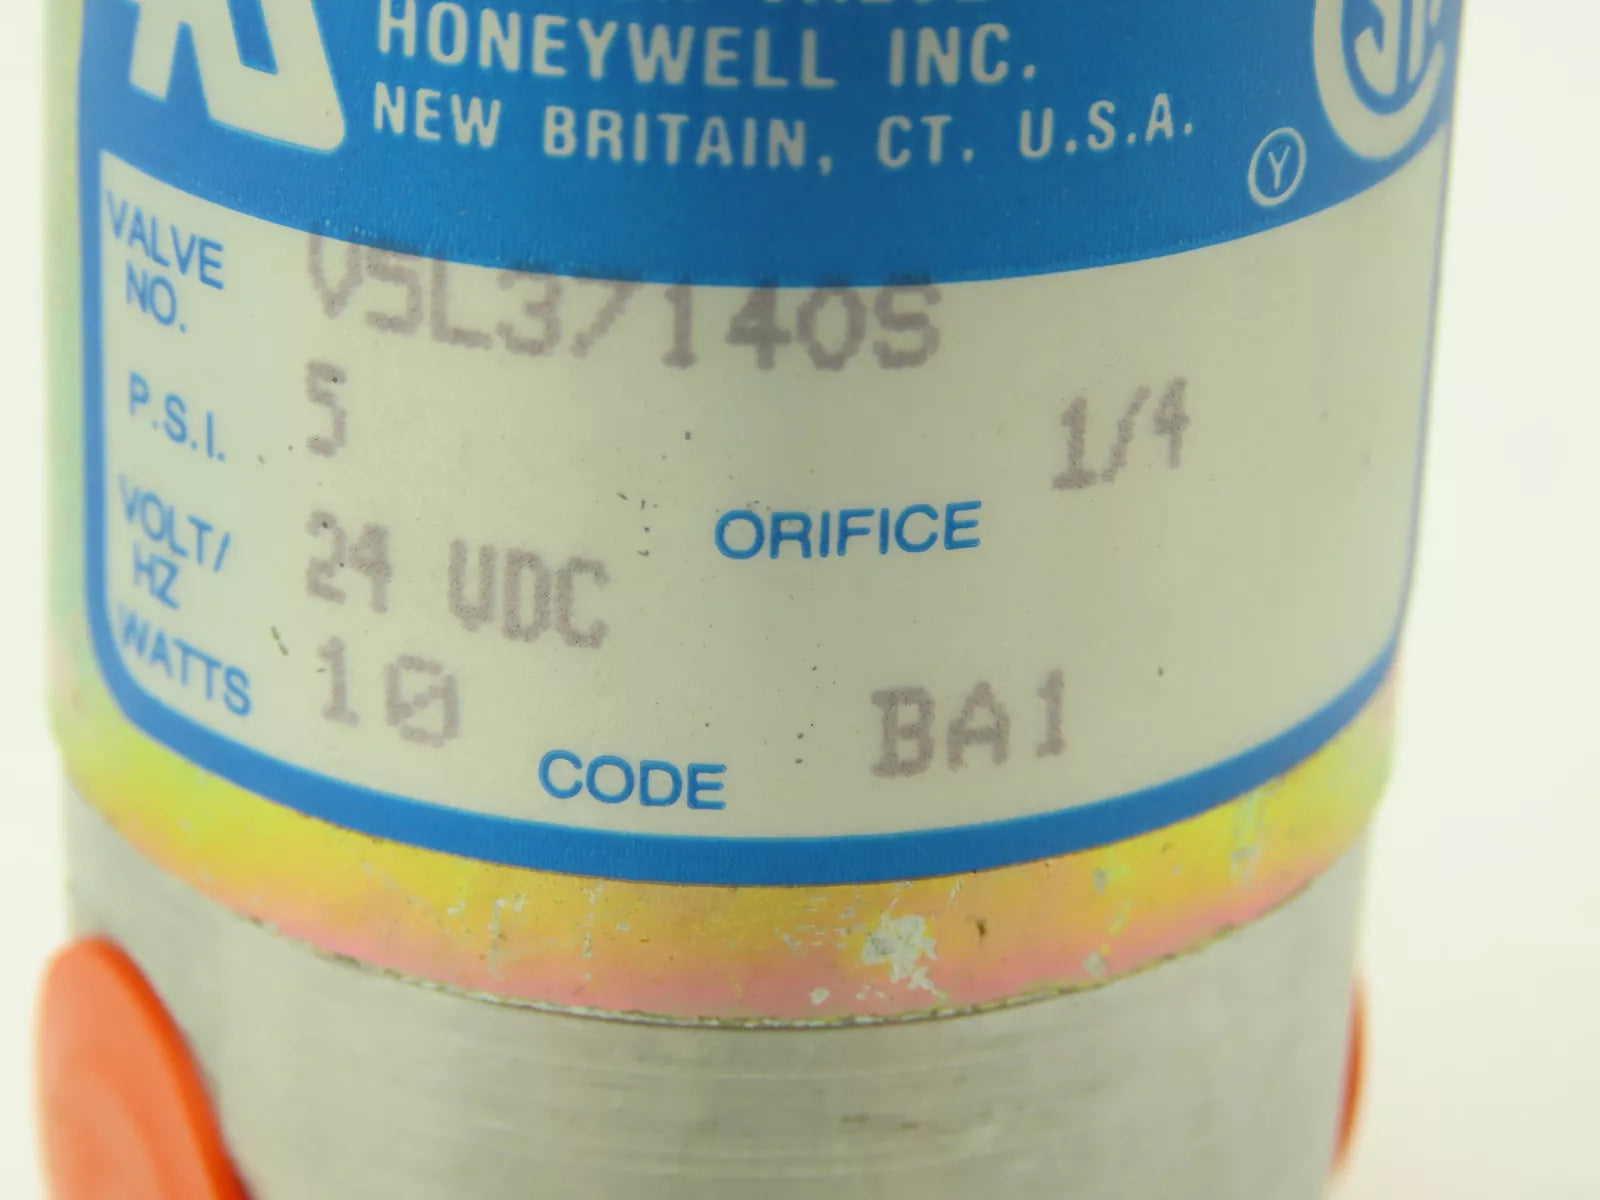 HONEYWELL INC.
NEW BRITAIN, CT. U.S.A.
Y
VALVE NO. V5L37140S
P.S.I. 5
ORIFICE 1/4
VOLT/HZ 24 VDC
WATTS 10
CODE BA1